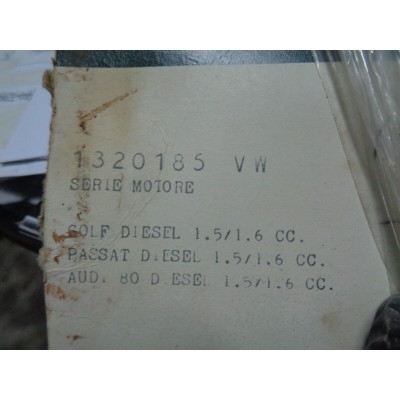 1320185 VW
SERIE MOTORE
GOLF DIESEL 1.5/1.6 CC.
PASSAT DIESEL 1.5/1.6 CC.
AUDI 80 DIESEL 1.5/1.6 CC.